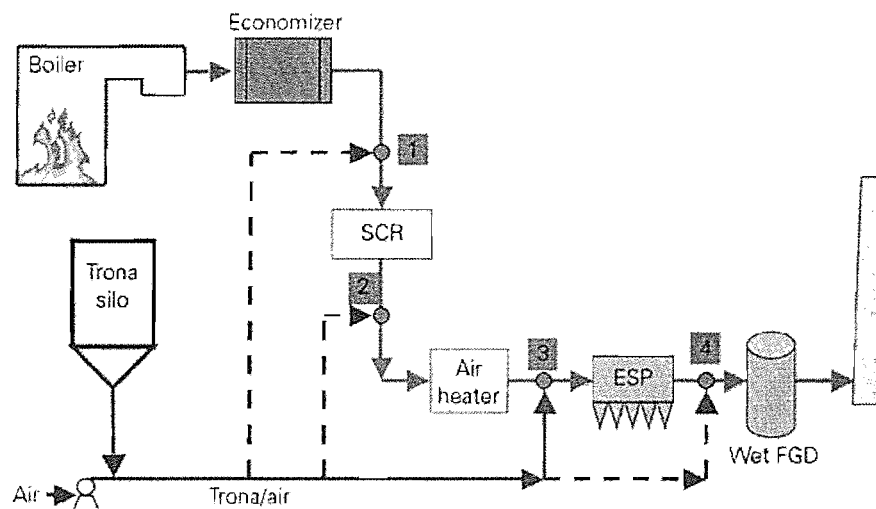 Economizer
Boiler
1
SCR
Trona
silo
2
3
4
Air
heater
ESP
Wet FGD
Air
Trona/air